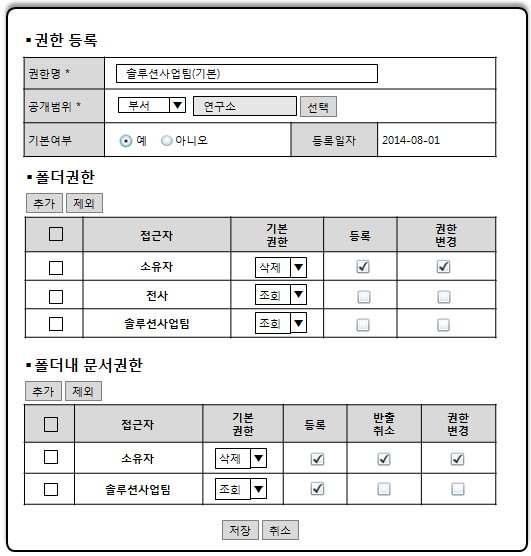 ▪권한 등록
권한명 * 솔루션사업팀(기본)
공개범위 * 부서 ▼ 연구소 선택
기본여부 예 아니오 등록일자 2014-08-01
▪폴더권한
추가 제외
접근자 기본 권한 등록 권한 변경
소유자 삭제 ▼
전사 조회 ▼
솔루션사업팀 조회 ▼
▪폴더내 문서권한
추가 제외
접근자 기본 권한 등록 반출 취소 권한 변경
소유자 삭제 ▼
솔루션사업팀 조회 ▼
저장 취소